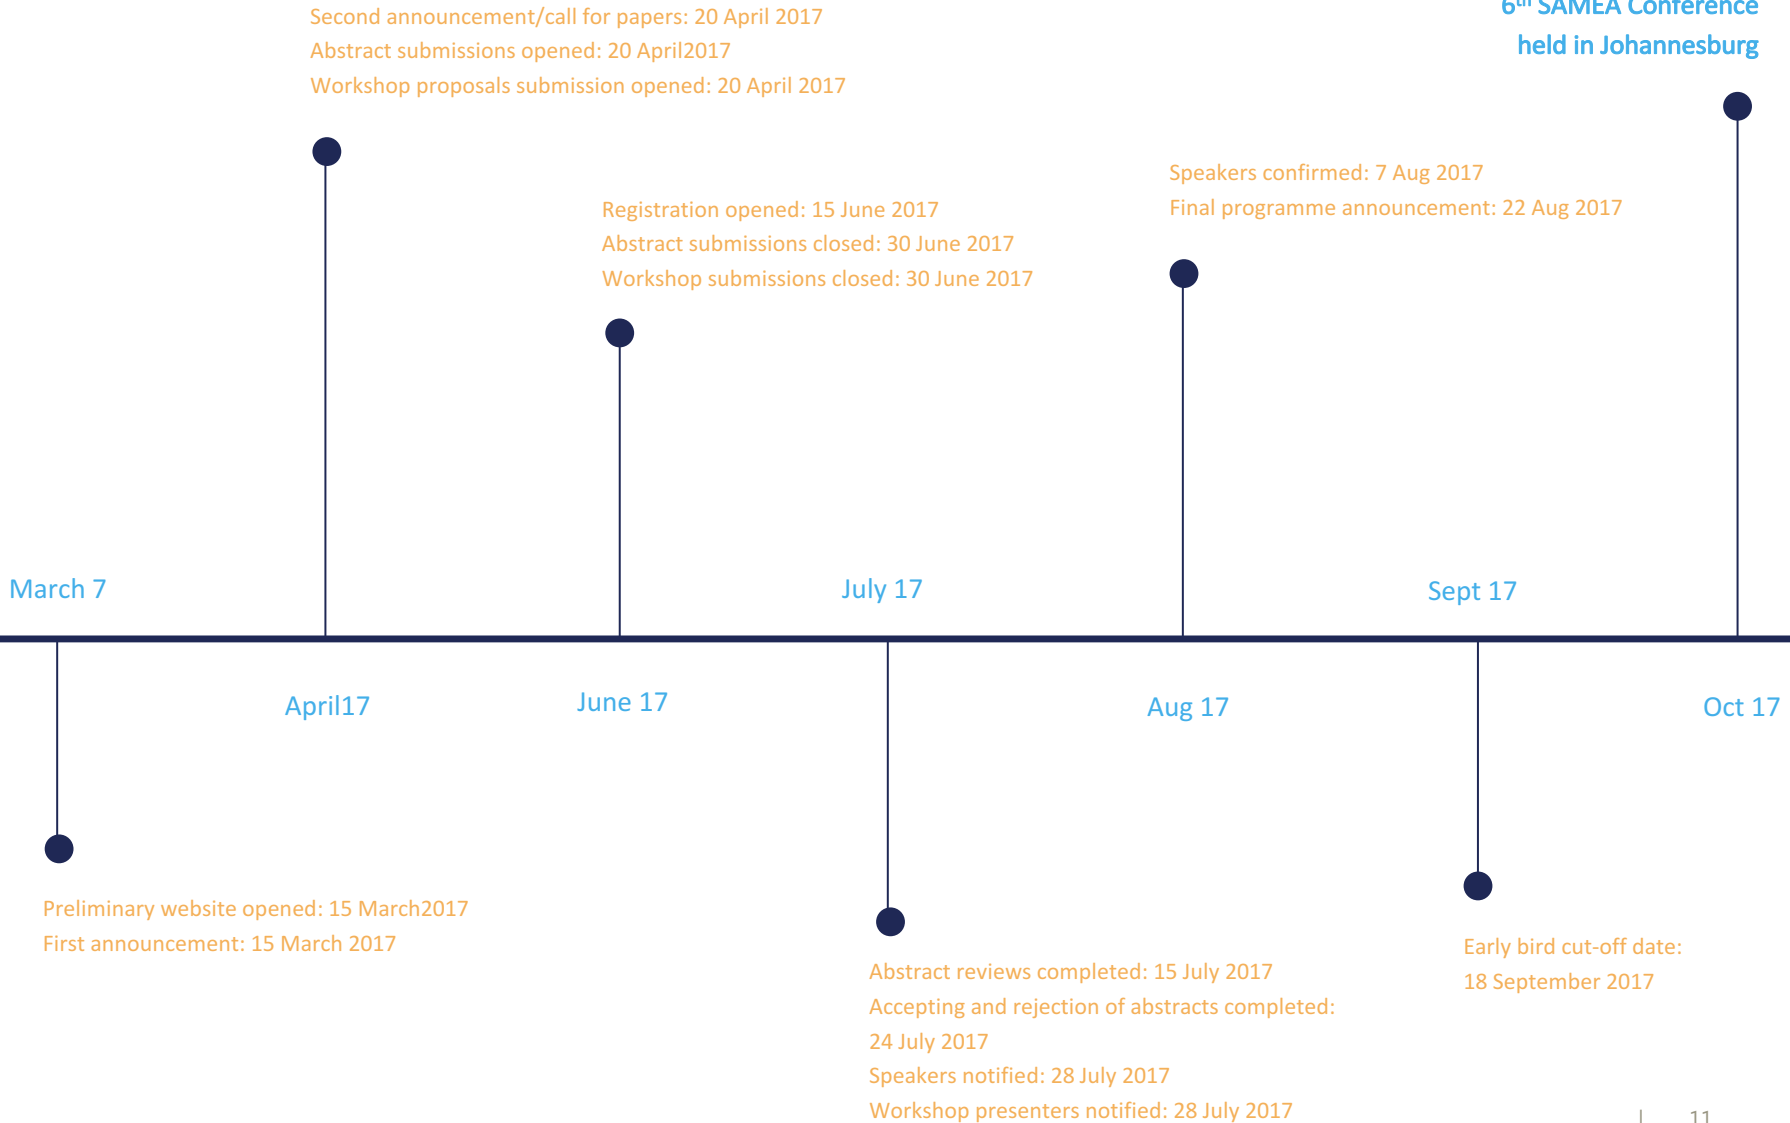 Second announcement/call for papers: 20 April 2017
Abstract submissions opened: 20 April2017
Workshop proposals submission opened: 20 April 2017
6th SAMEA Conference
held in Johannesburg
Speakers confirmed: 7 Aug 2017
Final programme announcement: 22 Aug 2017
Registration opened: 15 June 2017
Abstract submissions closed: 30 June 2017
Workshop submissions closed: 30 June 2017
March 7
July 17
Sept 17
April17
June 17
Aug 17
Oct 17
Preliminary website opened: 15 March2017
First announcement: 15 March 2017
Abstract reviews completed: 15 July 2017
Accepting and rejection of abstracts completed:
24 July 2017
Speakers notified: 28 July 2017
Workshop presenters notified: 28 July 2017
Early bird cut-off date:
18 September 2017
| 11